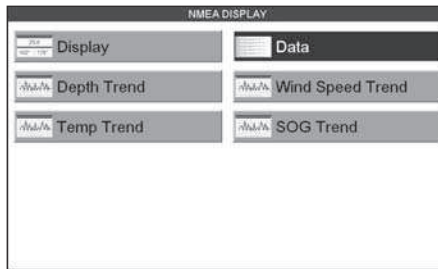 NMEA DISPLAY
Display
Data
Depth Trend
Wind Speed Trend
Temp Trend
SOG Trend